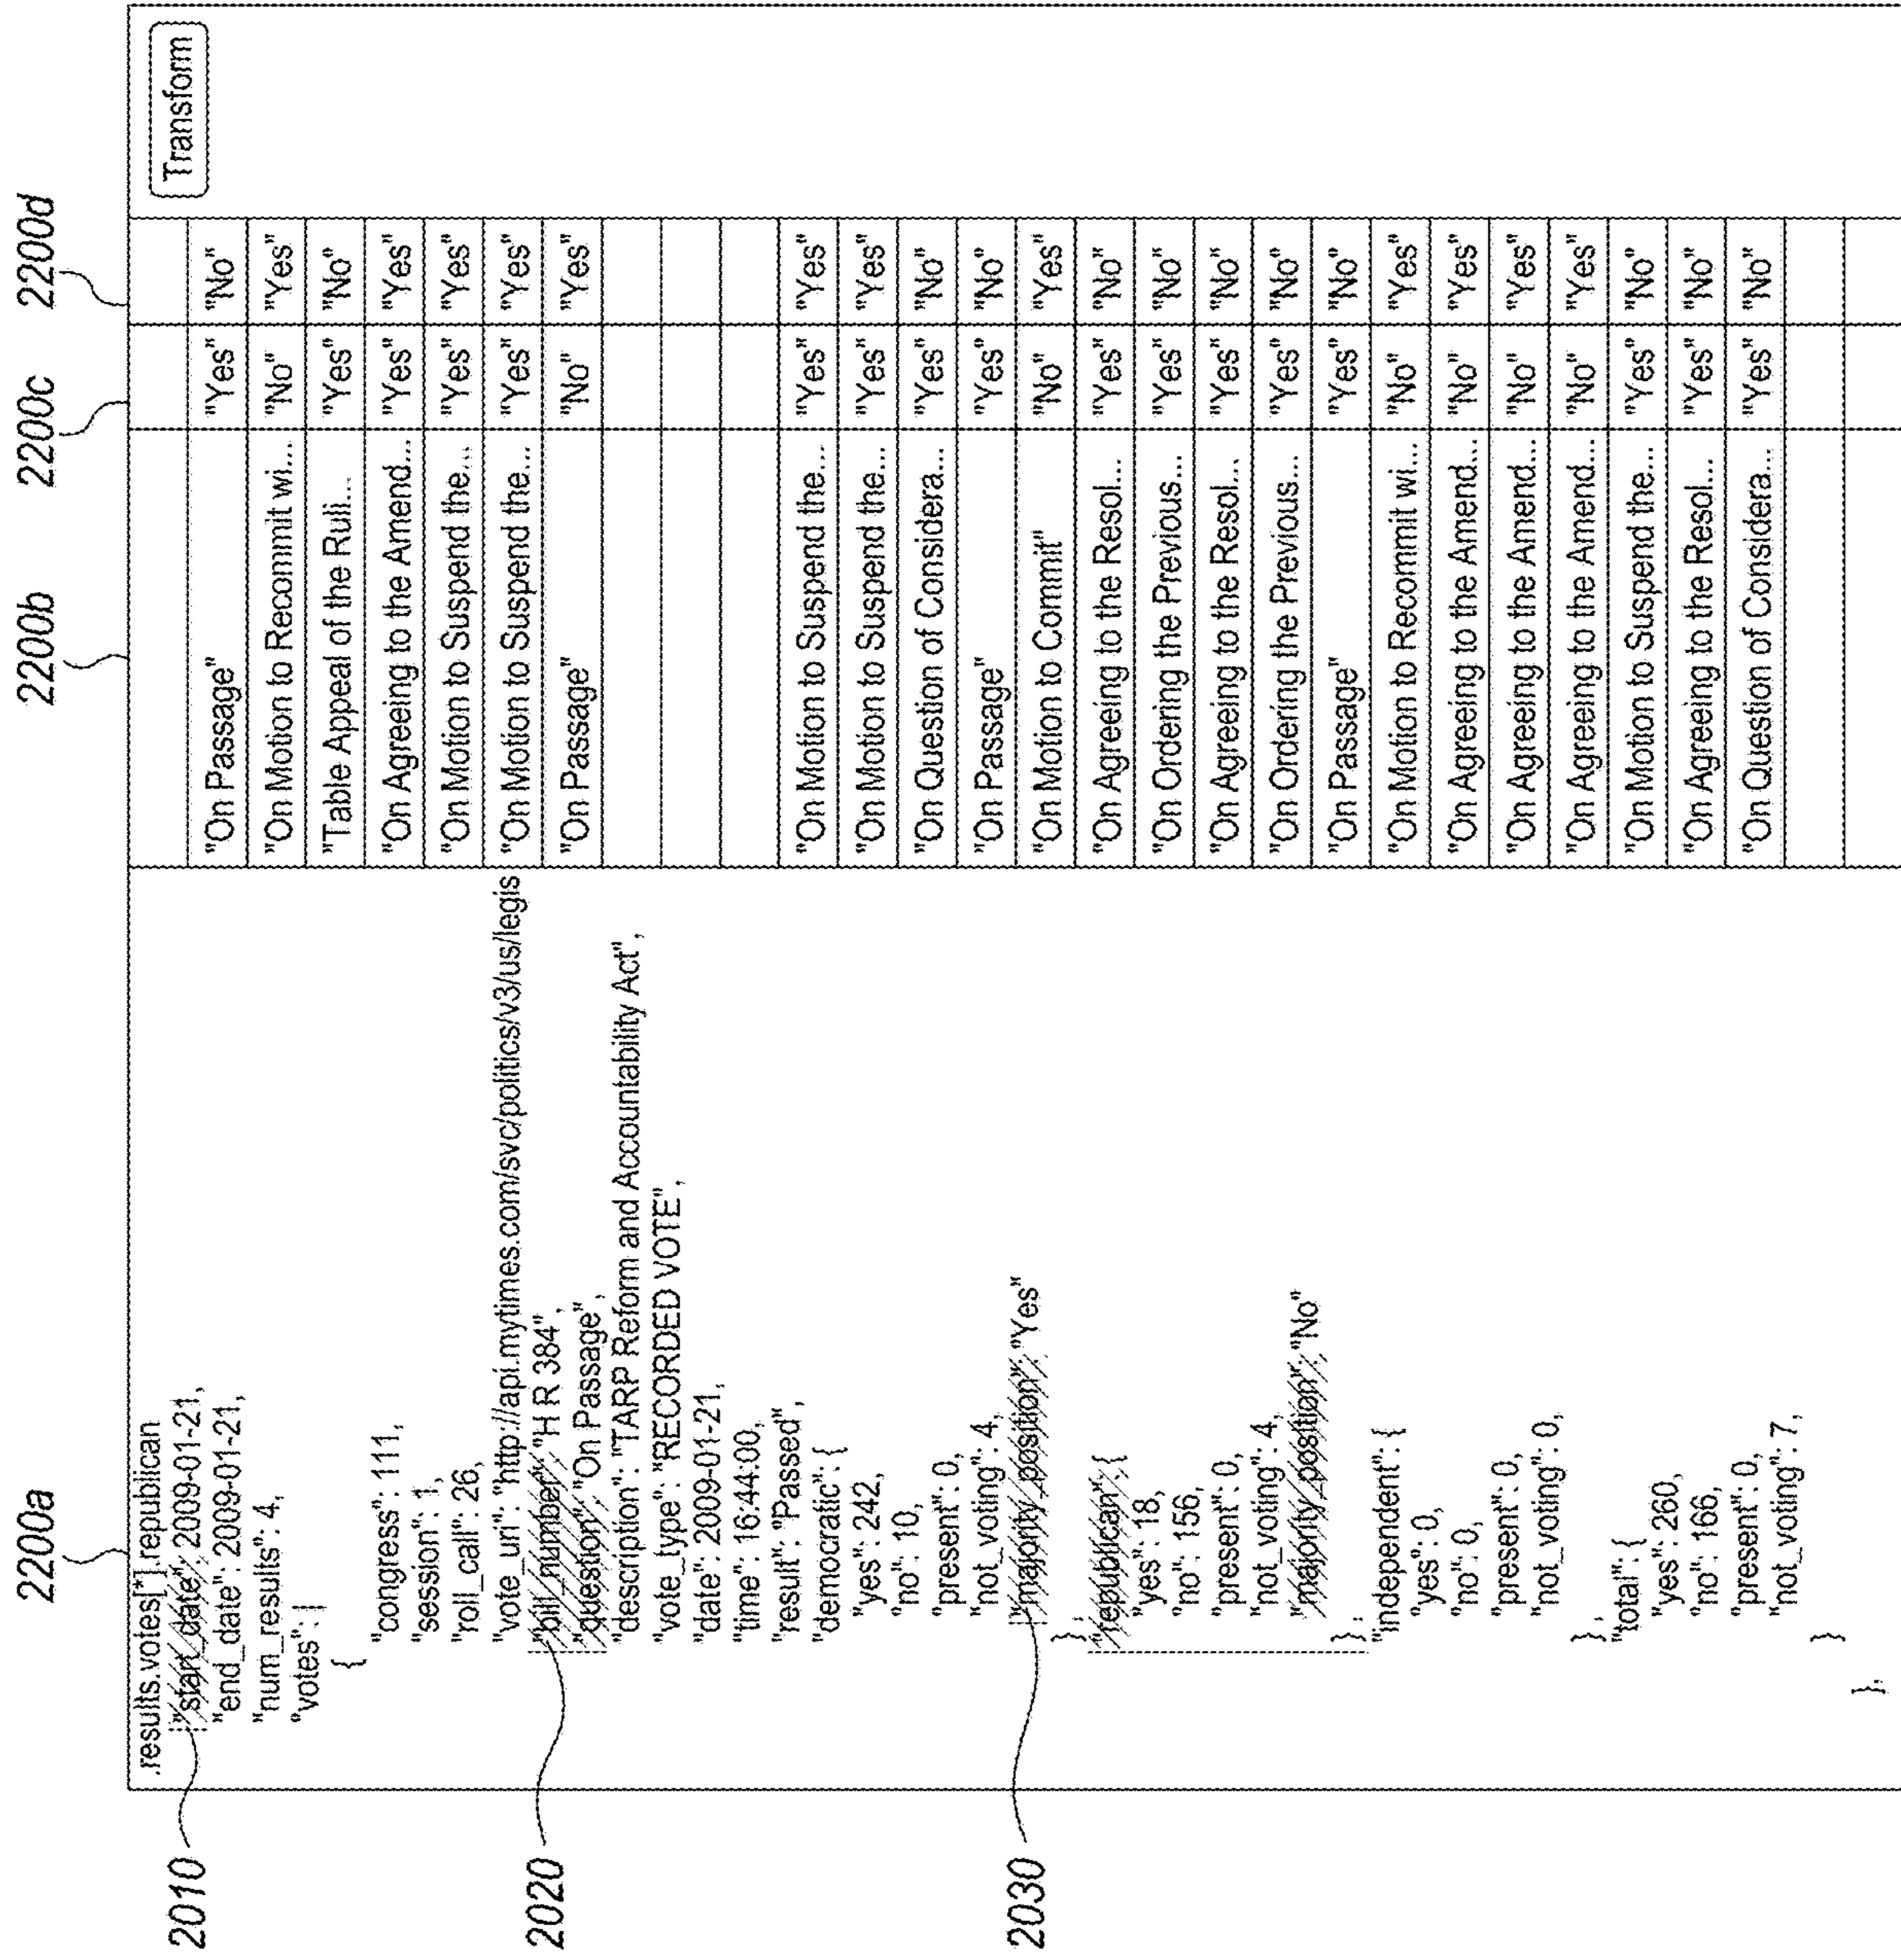 2200a
2200b
2200c
2200d
2010
2020
2030
.results.votes[*].republican
"start_date": 2009-01-21,
"end_date": 2009-01-21,
"num_results": 4,
"votes": [
{
"congress": 111,
"session": 1,
"roll_call": 26,
"vote_uri": "http://api.mytimes.com/svc/politics/v3/us/legis
"bill_number": "H R 384",
"question": "On Passage",
"description": "TARP Reform and Accountability Act",
"vote_type": "RECORDED VOTE",
"date": 2009-01-21,
"time": 16:44:00,
"result": "Passed",
"democratic": {
"yes": 242,
"no": 10,
"present": 0,
"not_voting": 4,
"majority_position": "Yes"
},
"republican": {
"yes": 18,
"no": 156,
"present": 0,
"not_voting": 4,
"majority_position": "No"
},
"independent": {
"yes": 0,
"no": 0,
"present": 0,
"not_voting": 0,
},
"total": {
"yes": 260,
"no": 166,
"present": 0,
"not_voting": 7,
}
},
"On Passage" "Yes" "No"
"On Motion to Recommit wi... "No" "Yes"
"Table Appeal of the Ruli... "Yes" "No"
"On Agreeing to the Amend... "Yes" "Yes"
"On Motion to Suspend the... "Yes" "Yes"
"On Motion to Suspend the... "Yes" "Yes"
"On Passage" "No" "Yes"
"On Motion to Suspend the... "Yes" "Yes"
"On Motion to Suspend the... "Yes" "Yes"
"On Question of Considera... "Yes" "No"
"On Passage" "Yes" "No"
"On Motion to Commit" "No" "Yes"
"On Agreeing to the Resol... "Yes" "No"
"On Ordering the Previous... "Yes" "No"
"On Agreeing to the Resol... "Yes" "No"
"On Ordering the Previous... "Yes" "No"
"On Passage" "Yes" "No"
"On Motion to Recommit wi... "No" "Yes"
"On Agreeing to the Amend... "No" "Yes"
"On Agreeing to the Amend... "No" "Yes"
"On Agreeing to the Amend... "No" "Yes"
"On Motion to Suspend the... "Yes" "No"
"On Agreeing to the Resol... "Yes" "No"
"On Question of Considera... "Yes" "No"
Transform